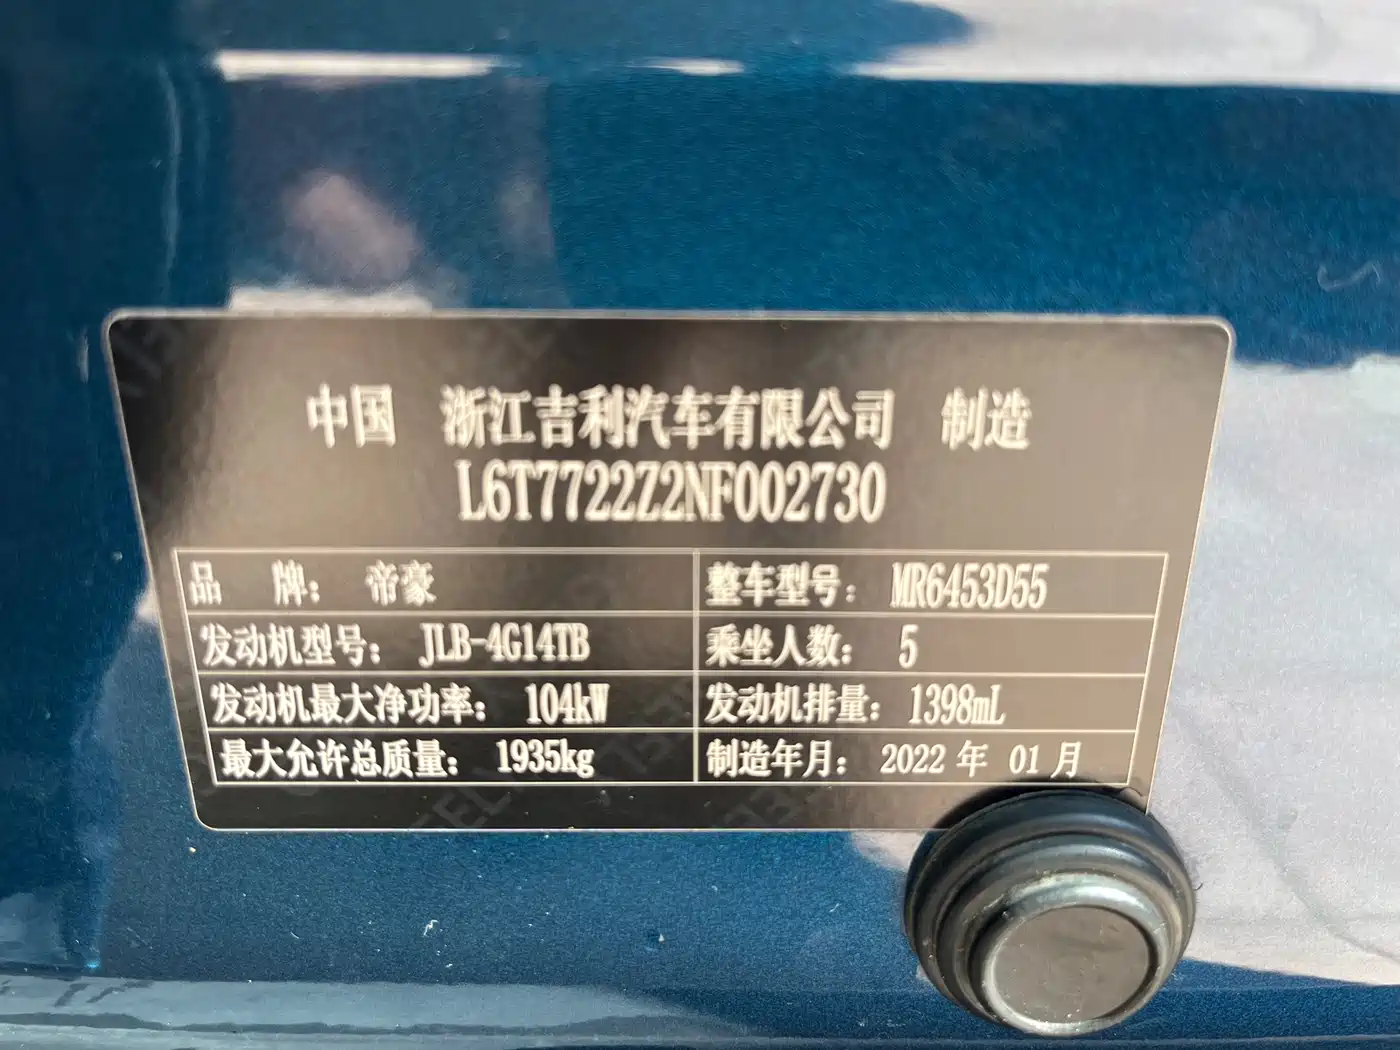 中国 浙江吉利汽车有限公司 制造
L6T7722Z2NF002730
品 牌： 帝豪 整车型号： MR6453D55
发动机型号： JLB-4G14TB 乘坐人数： 5
发动机最大净功率： 104kW 发动机排量： 1398mL
最大允许总质量： 1935kg 制造年月： 2022 年 01 月